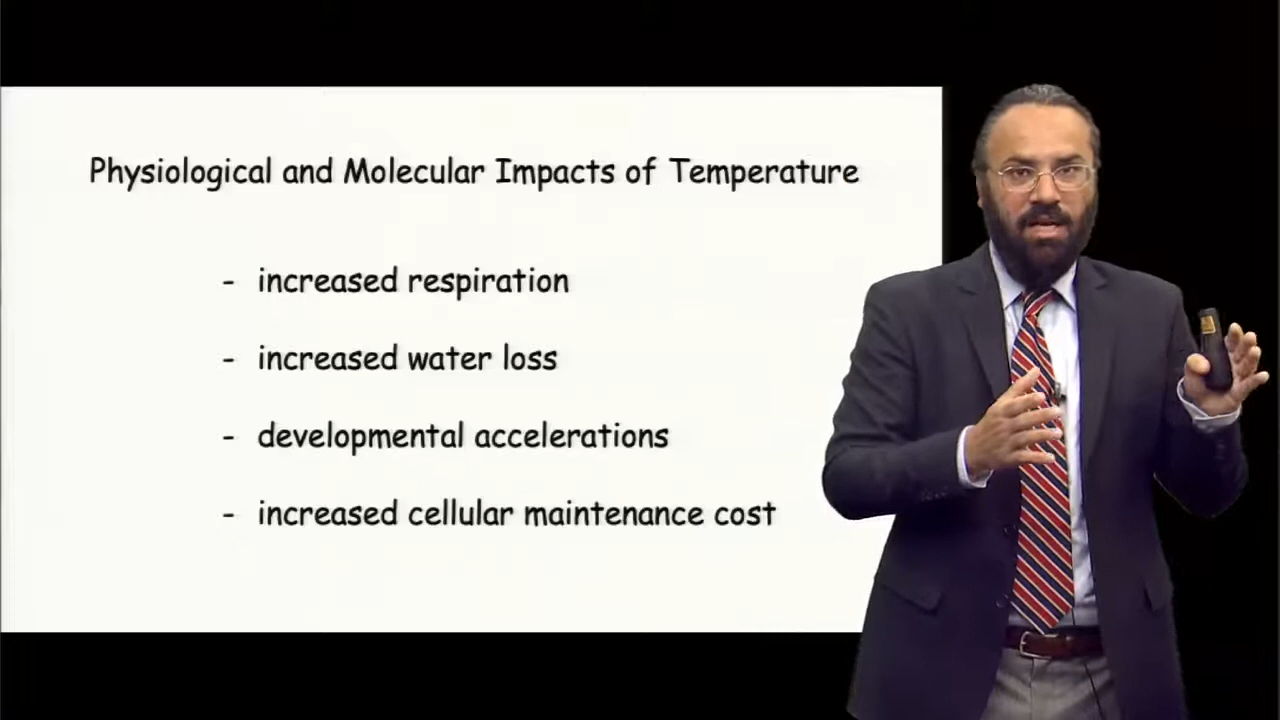 Physiological and Molecular Impacts of Temperature
- increased respiration
- increased water loss
- developmental accelerations
- increased cellular maintenance cost